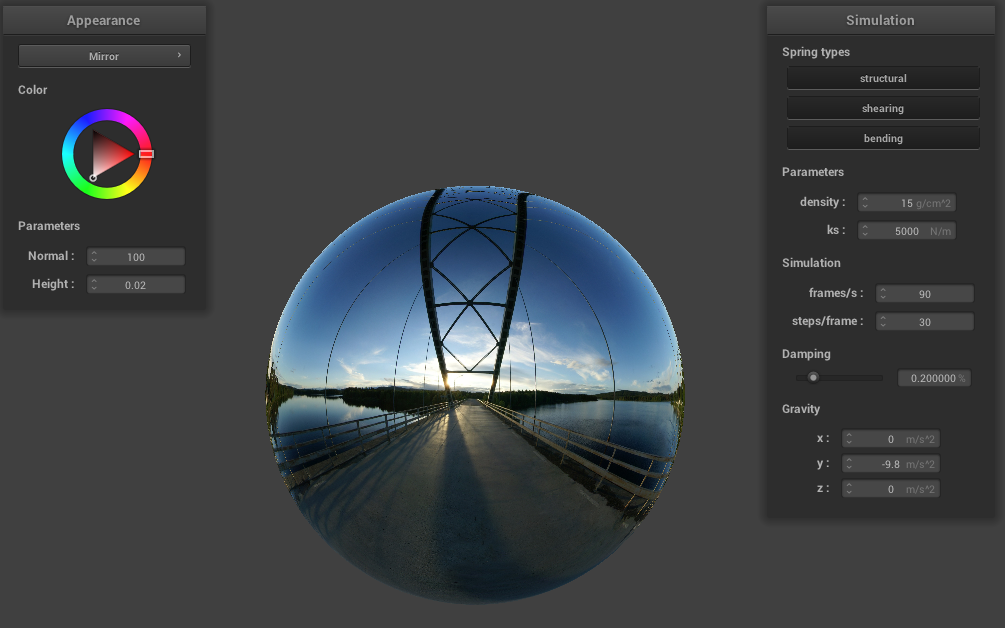 Appearance
Mirror
Color
Parameters
Normal : 100
Height : 0.02
Simulation
Spring types
structural
shearing
bending
Parameters
density : 15 g/cm^2
ks : 5000 N/m
Simulation
frames/s : 90
steps/frame : 30
Damping
0.200000 %
Gravity
x : 0 m/s^2
y : -9.8 m/s^2
z : 0 m/s^2